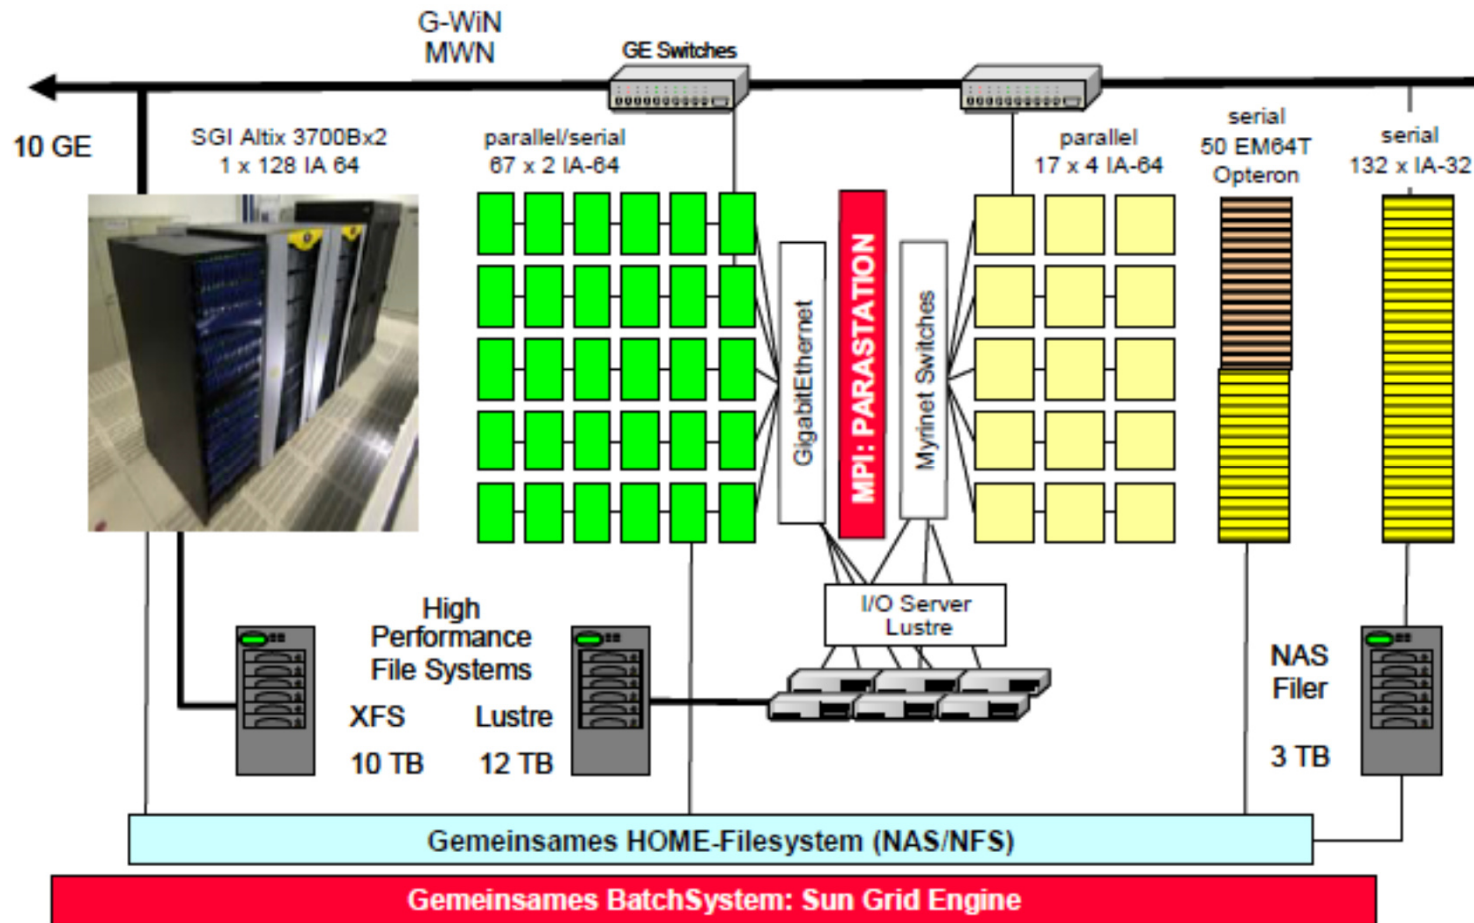 G-WiN
MWN
GE Switches
10 GE
SGI Altix 3700Bx2
1 x 128 IA 64
parallel/serial
67 x 2 IA-64
parallel
17 x 4 IA-64
serial
50 EM64T
Opteron
serial
132 x IA-32
GigabitEthernet
MPI: PARASTATION
Myrinet Switches
I/O Server
Lustre
High
Performance
File Systems
XFS
10 TB
Lustre
12 TB
NAS
Filer
3 TB
Gemeinsames HOME-Filesystem (NAS/NFS)
Gemeinsames BatchSystem: Sun Grid Engine